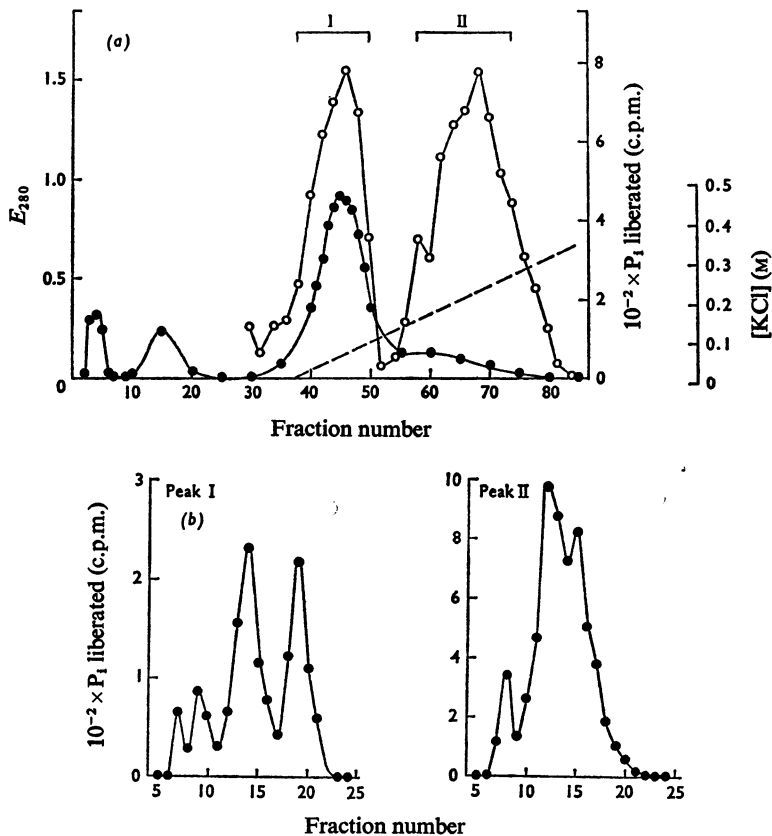 (a)
I
II
E280
1.5
1.0
0.5
0
8
6
4
2
0
10−2 × Pi liberated (c.p.m.)
0.5
0.4
0.3
0.2
0.1
0
[KCl] (M)
10 20 30 40 50 60 70 80
Fraction number
Peak I
(b)
3
2
1
0
10−2 × Pi liberated (c.p.m.)
5 10 15 20 25
Peak II
10
8
6
4
2
0
5 10 15 20 25
Fraction number